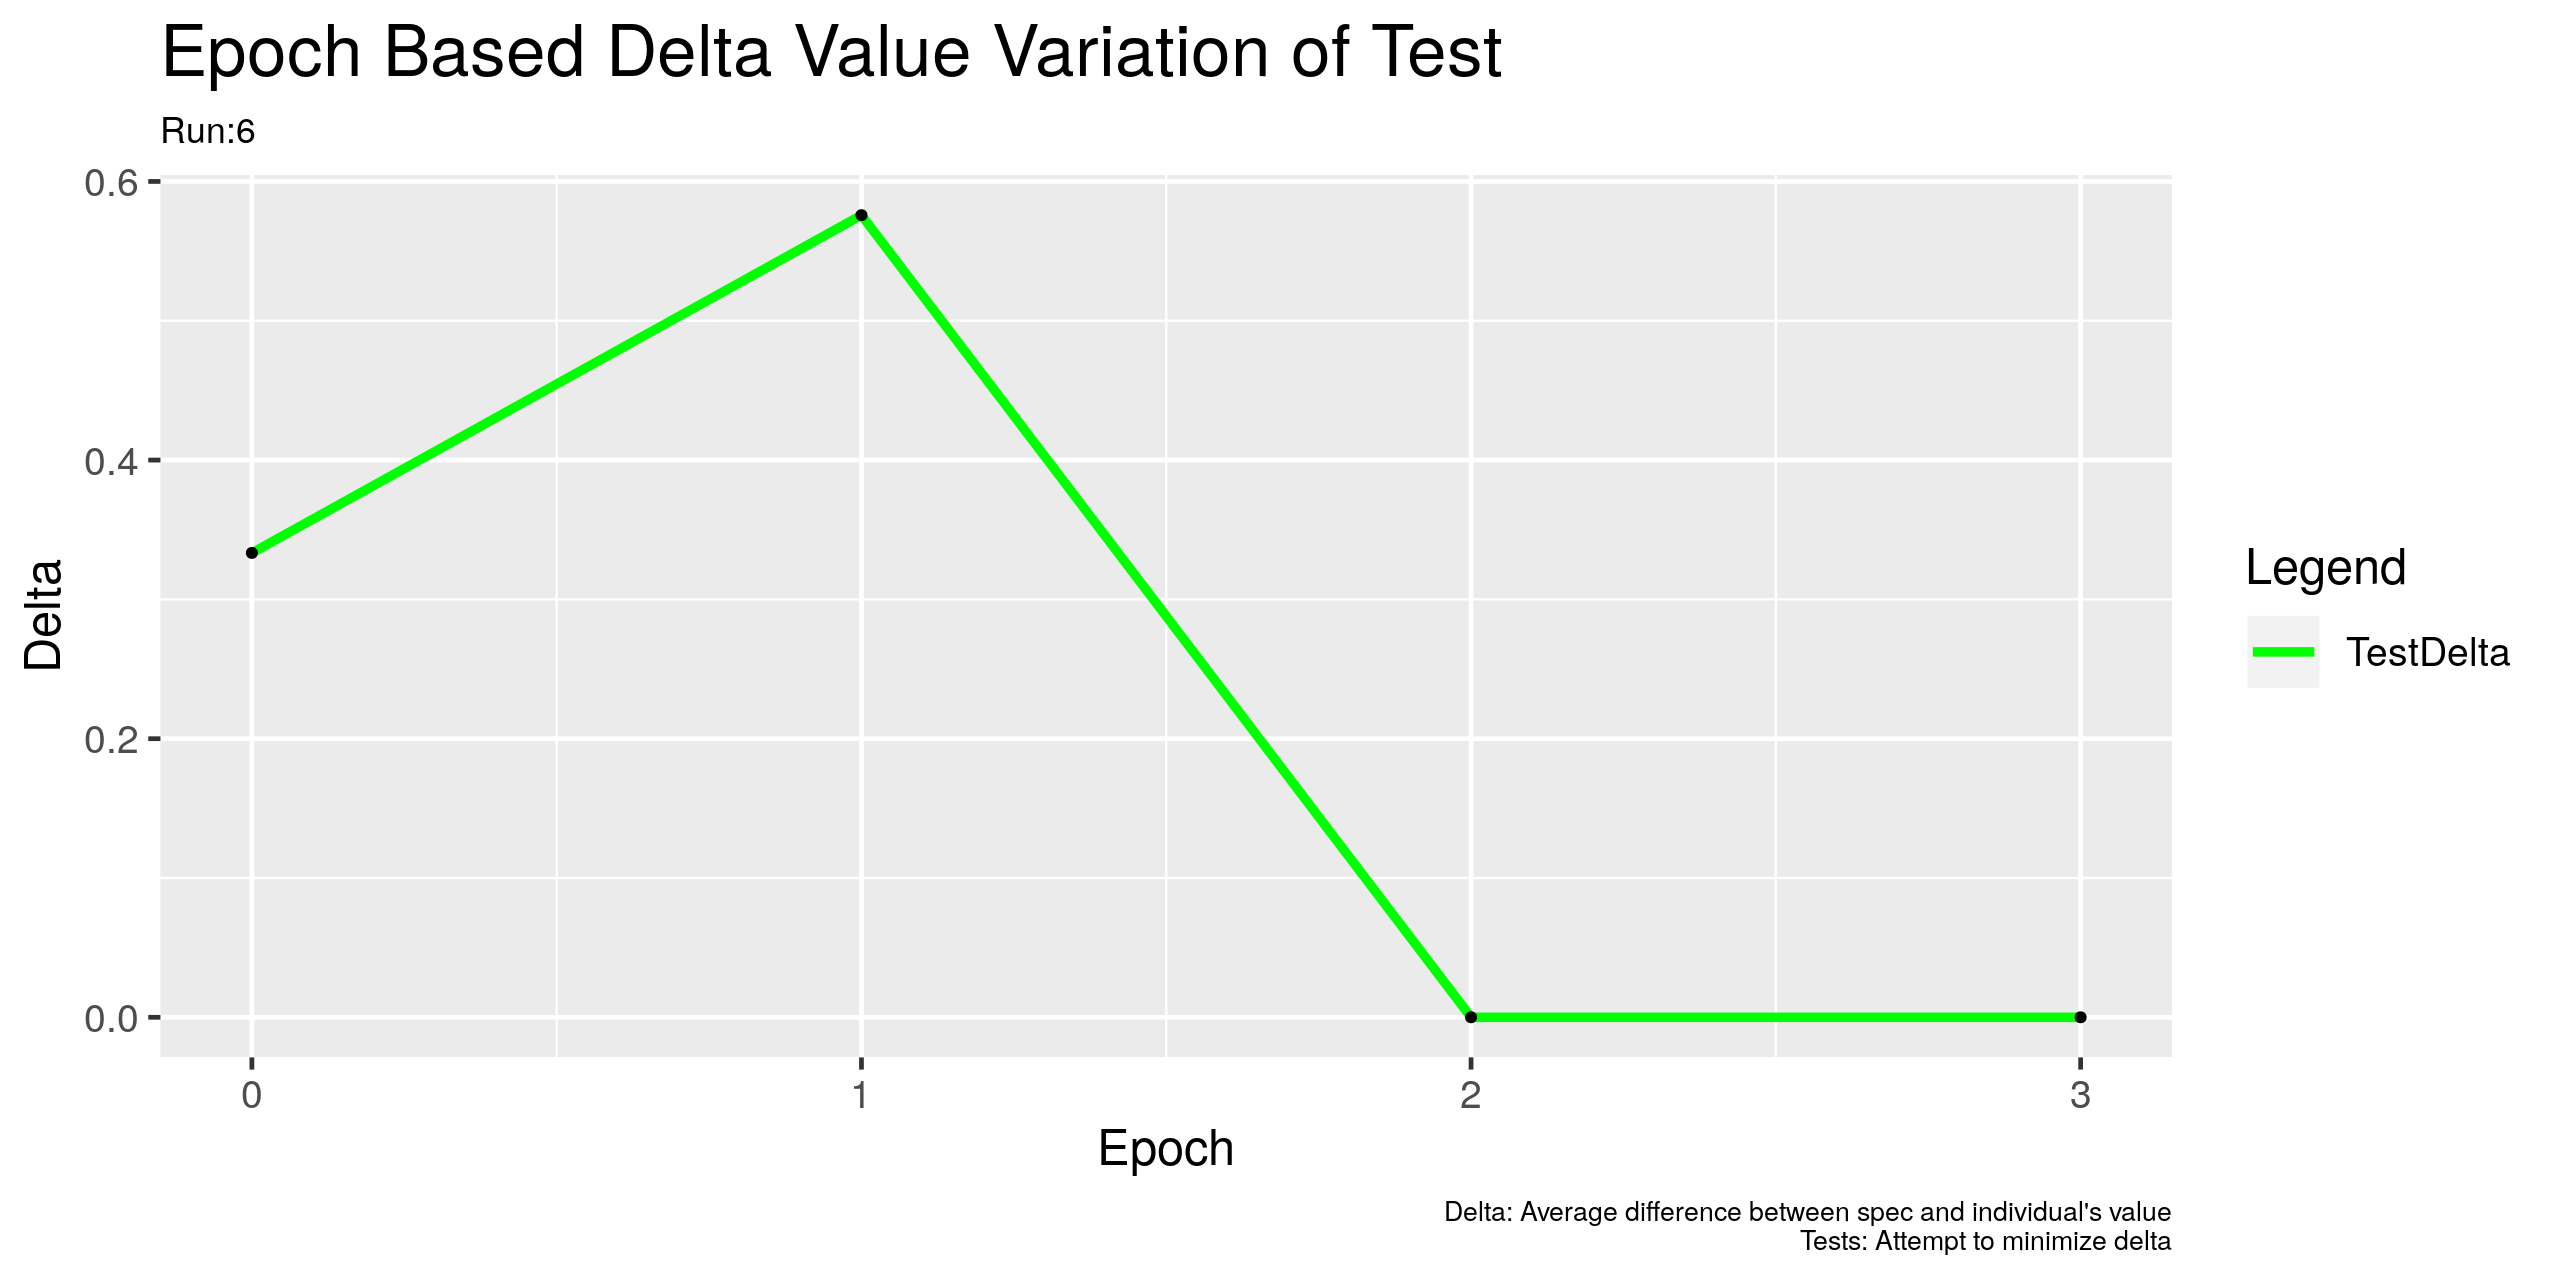 Epoch Based Delta Value Variation of Test
Run:6
0.6
0.4
0.2
0.0
Delta
0 1 2 3
Epoch
Legend
TestDelta
Delta: Average difference between spec and individual's value
Tests: Attempt to minimize delta